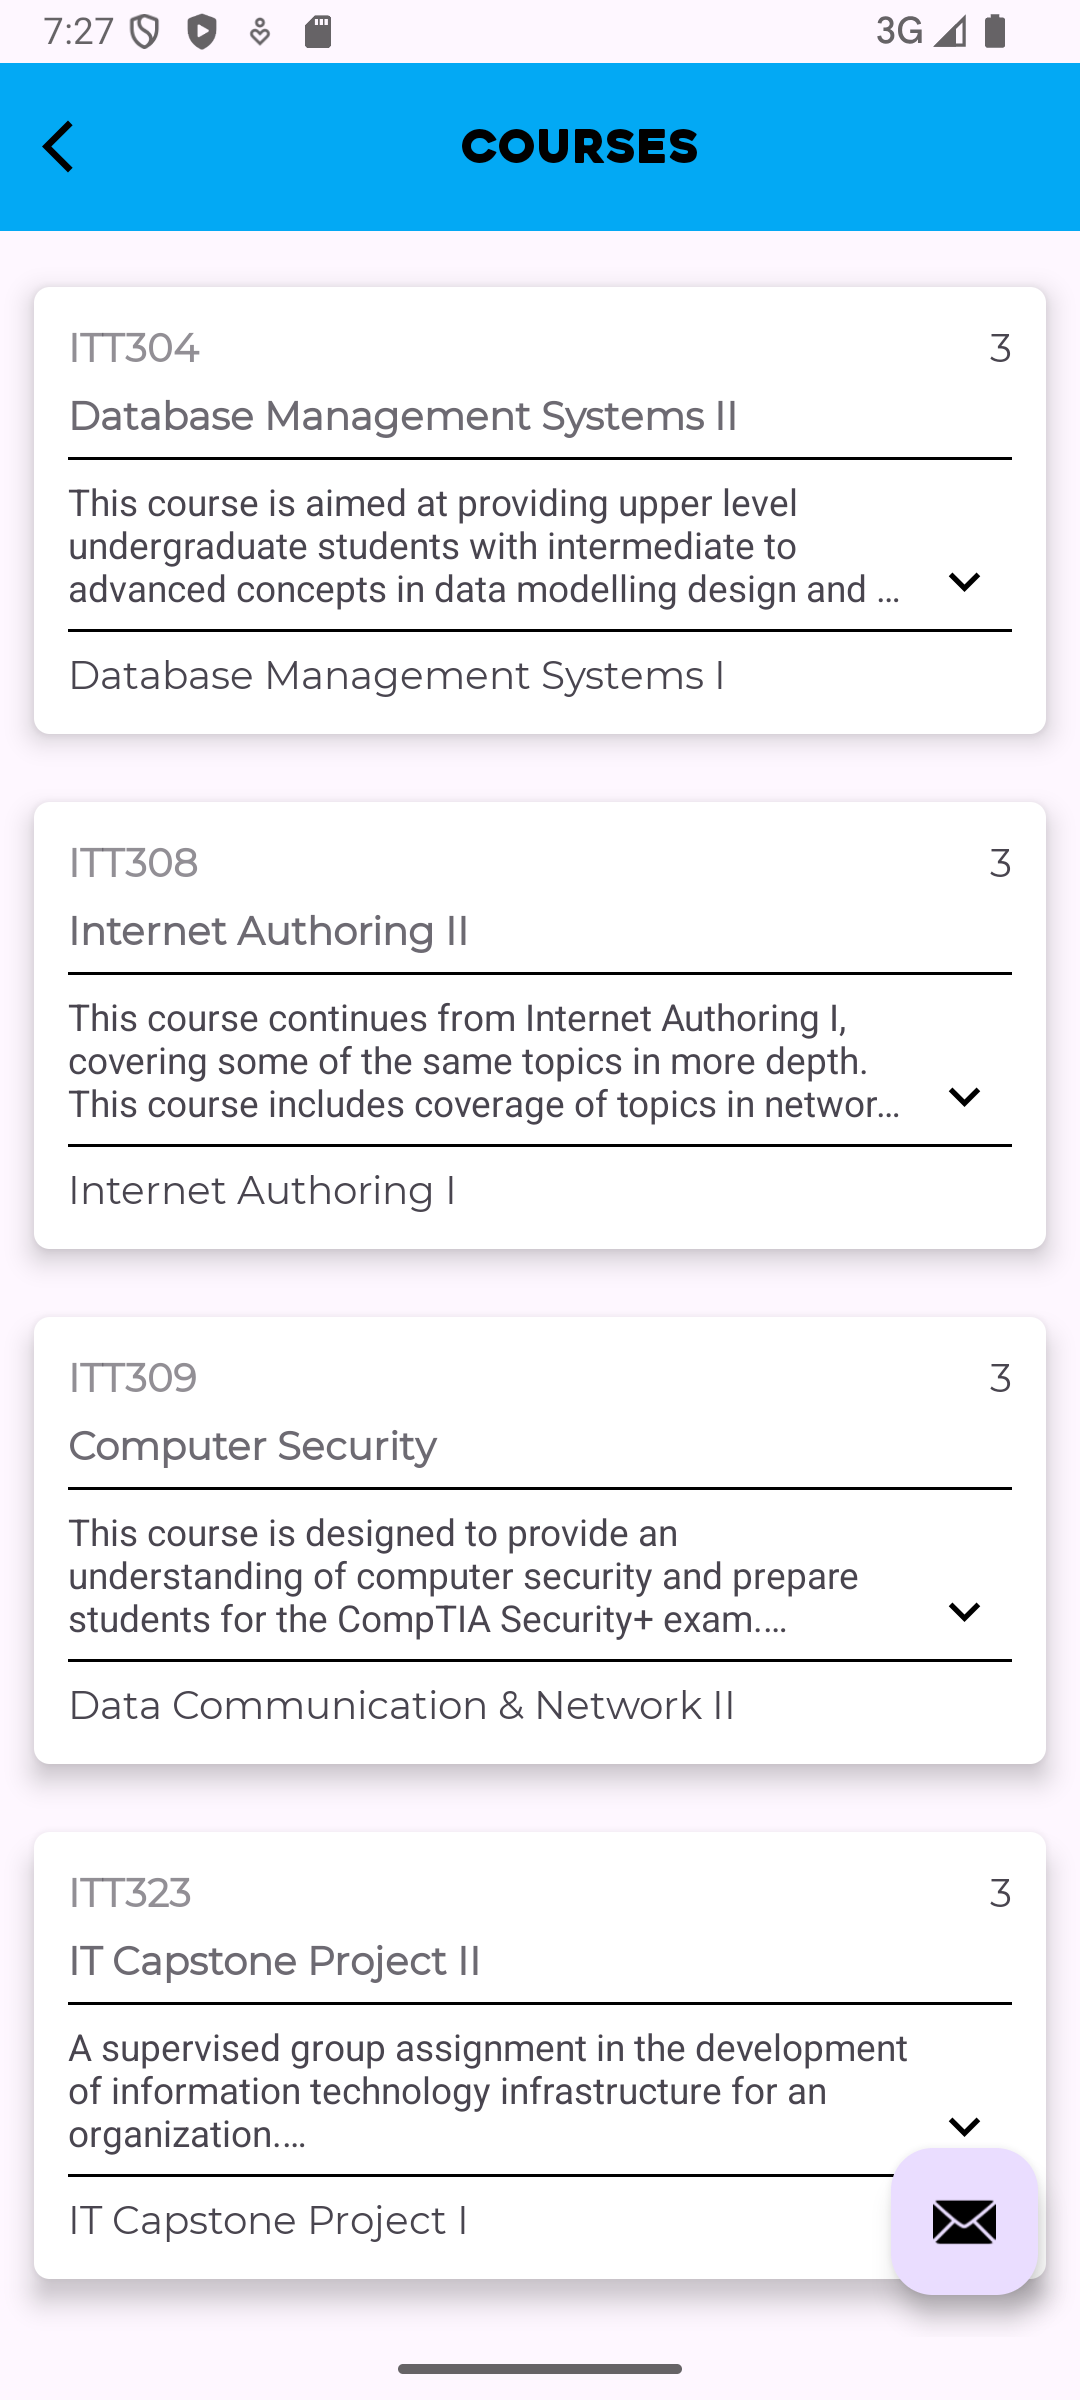 7:27
3G
COURSES
ITT304
3
Database Management Systems II
This course is aimed at providing upper level
undergraduate students with intermediate to
advanced concepts in data modelling design and ...
Database Management Systems I
ITT308
3
Internet Authoring II
This course continues from Internet Authoring I,
covering some of the same topics in more depth.
This course includes coverage of topics in networ...
Internet Authoring I
ITT309
3
Computer Security
This course is designed to provide an
understanding of computer security and prepare
students for the CompTIA Security+ exam....
Data Communication & Network II
ITT323
3
IT Capstone Project II
A supervised group assignment in the development
of information technology infrastructure for an
organization....
IT Capstone Project I